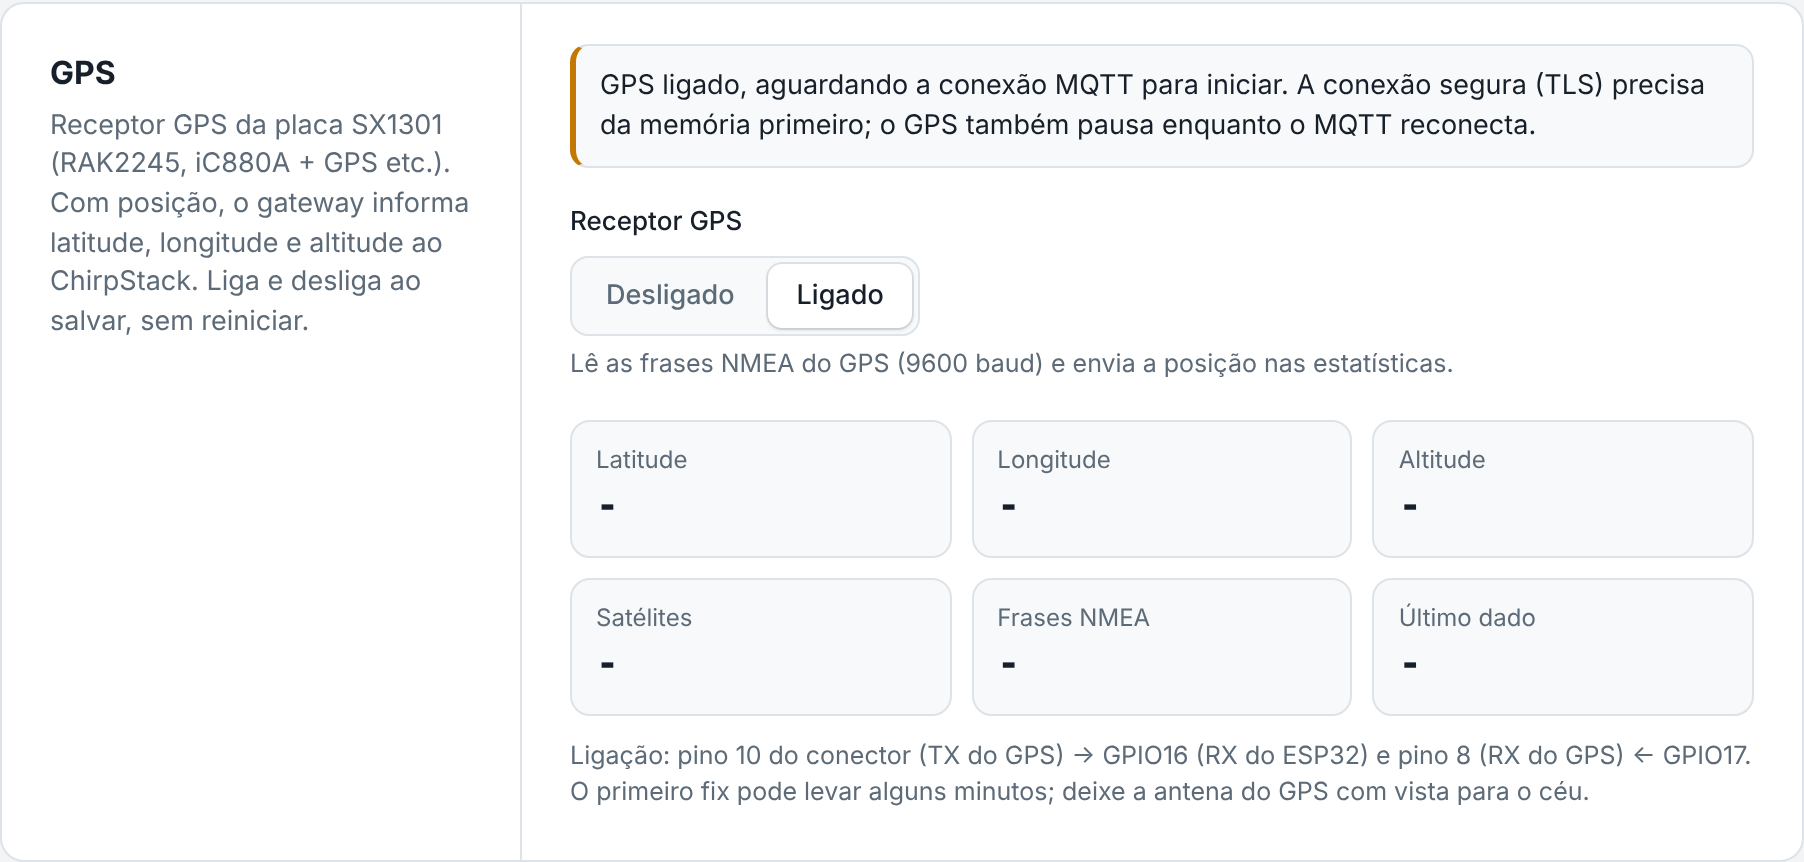 GPS
Receptor GPS da placa SX1301
(RAK2245, iC880A + GPS etc.).
Com posição, o gateway informa
latitude, longitude e altitude ao
ChirpStack. Liga e desliga ao
salvar, sem reiniciar.
GPS ligado, aguardando a conexão MQTT para iniciar. A conexão segura (TLS) precisa
da memória primeiro; o GPS também pausa enquanto o MQTT reconecta.
Receptor GPS
Desligado
Ligado
Lê as frases NMEA do GPS (9600 baud) e envia a posição nas estatísticas.
Latitude
-
Longitude
-
Altitude
-
Satélites
-
Frases NMEA
-
Último dado
-
Ligação: pino 10 do conector (TX do GPS) → GPIO16 (RX do ESP32) e pino 8 (RX do GPS) ← GPIO17.
O primeiro fix pode levar alguns minutos; deixe a antena do GPS com vista para o céu.